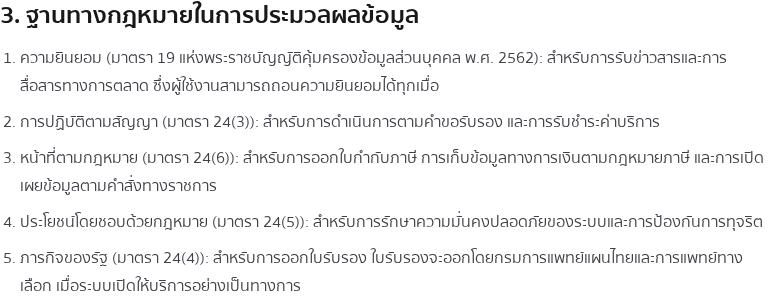 3. ฐานทางกฎหมายในการประมวลผลข้อมูล
1. ความยินยอม (มาตรา 19 แห่งพระราชบัญญัติคุ้มครองข้อมูลส่วนบุคคล พ.ศ. 2562): สำหรับการรับข่าวสารและการ
สื่อสารทางการตลาด ซึ่งผู้ใช้งานสามารถถอนความยินยอมได้ทุกเมื่อ
2. การปฏิบัติตามสัญญา (มาตรา 24(3)): สำหรับการดำเนินการตามคำขอรับรอง และการรับชำระค่าบริการ
3. หน้าที่ตามกฎหมาย (มาตรา 24(6)): สำหรับการออกใบกำกับภาษี การเก็บข้อมูลทางการเงินตามกฎหมายภาษี และการเปิด
เผยข้อมูลตามคำสั่งทางราชการ
4. ประโยชน์โดยชอบด้วยกฎหมาย (มาตรา 24(5)): สำหรับการรักษาความมั่นคงปลอดภัยของระบบและการป้องกันการทุจริต
5. ภารกิจของรัฐ (มาตรา 24(4)): สำหรับการออกใบรับรอง ใบรับรองจะออกโดยกรมการแพทย์แผนไทยและการแพทย์ทาง
เลือก เมื่อระบบเปิดให้บริการอย่างเป็นทางการ